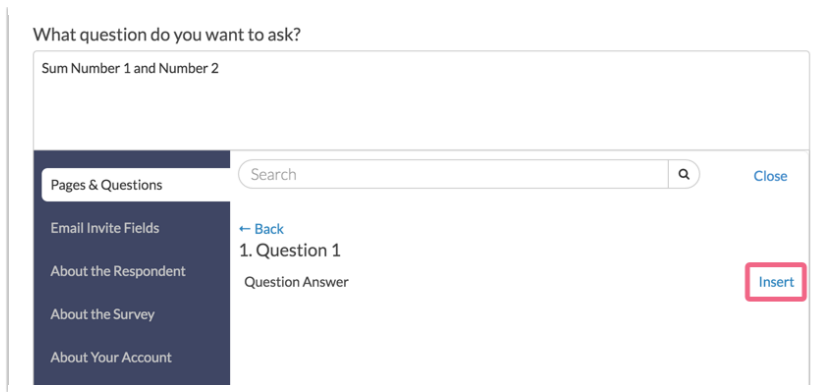 What question do you want to ask?
Sum Number 1 and Number 2
Pages & Questions
Email Invite Fields
About the Respondent
About the Survey
About Your Account
Search
Close
← Back
1. Question 1
Question Answer
Insert